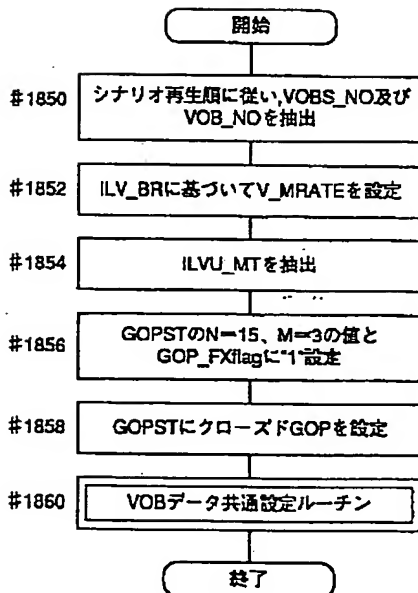 開始
#1850
シナリオ再生順に従い,VOBS_NO及び
VOB_NOを抽出
#1852
ILV_BRに基づいてV_MRATEを設定
#1854
ILVU_MTを抽出
#1856
GOPSTのN=15、M=3の値と
GOP_FXflagに"1"設定
#1858
GOPSTにクローズドGOPを設定
#1860
VOBデータ共通設定ルーチン
終了